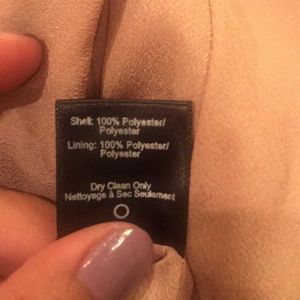 Shell: 100% Polyester/
Polyester
Lining: 100% Polyester/
Polyester
Dry Clean Only
Nettoyage à Sec Seulement